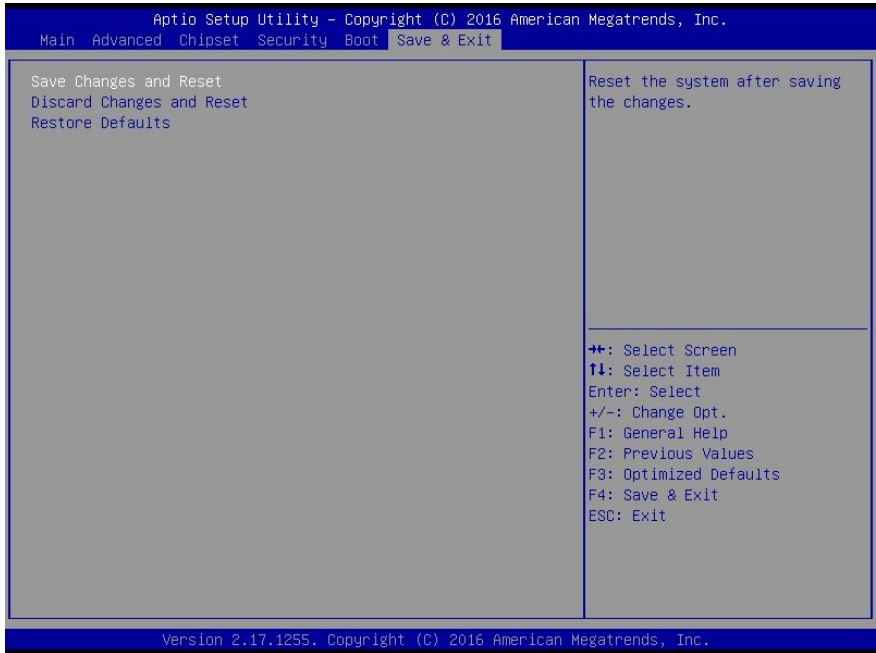 Aptio Setup Utility – Copyright (C) 2016 American Megatrends, Inc.
Main Advanced Chipset Security Boot Save & Exit
Save Changes and Reset
Discard Changes and Reset
Restore Defaults
Reset the system after saving
the changes.
→←: Select Screen
↑↓: Select Item
Enter: Select
+/-: Change Opt.
F1: General Help
F2: Previous Values
F3: Optimized Defaults
F4: Save & Exit
ESC: Exit
Version 2.17.1255. Copyright (C) 2016 American Megatrends, Inc.